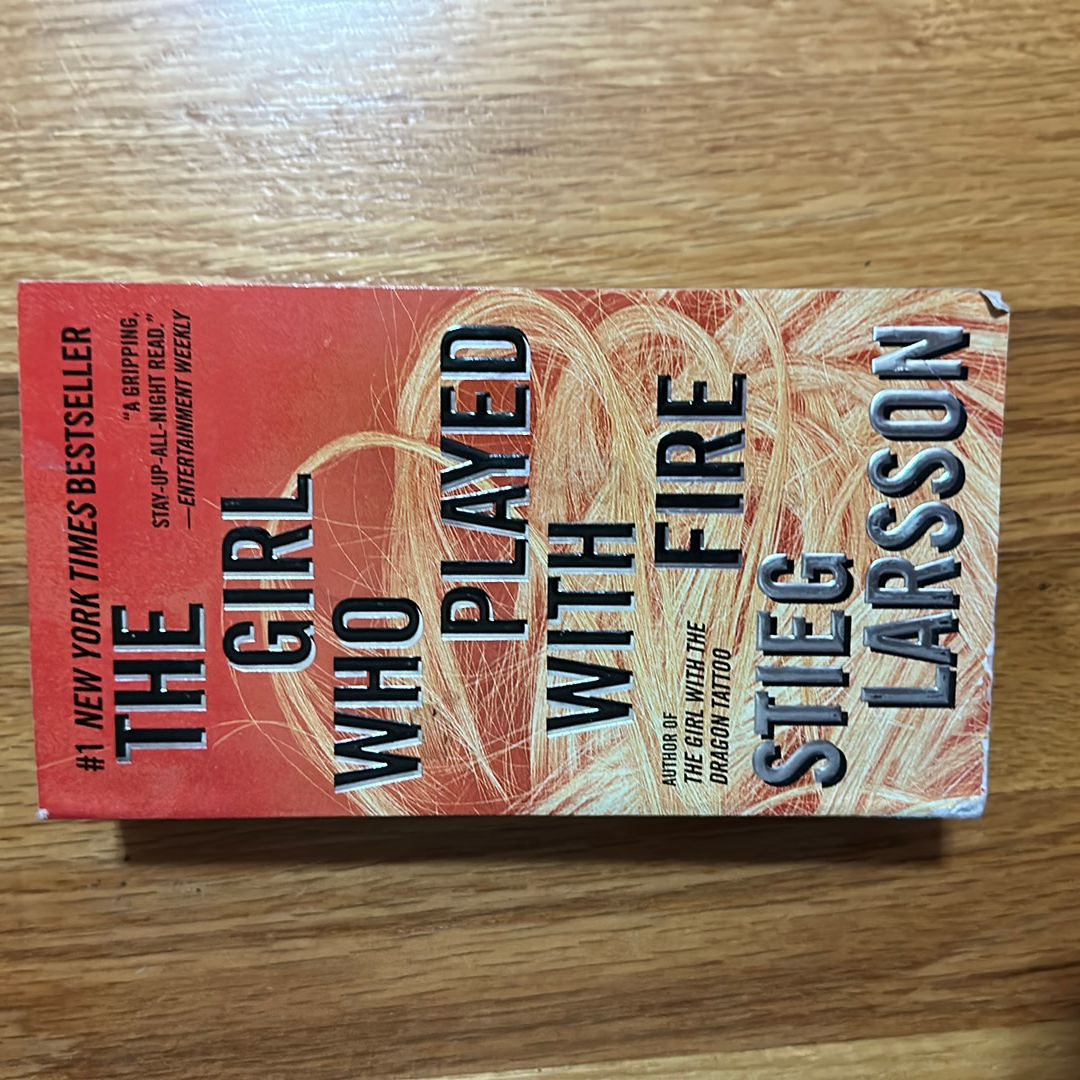 #1 NEW YORK TIMES BESTSELLER
"A GRIPPING,
STAY-UP-ALL-NIGHT READ."
—ENTERTAINMENT WEEKLY
THE
GIRL
WHO
PLAYED
WITH
FIRE
AUTHOR OF
THE GIRL WITH THE
DRAGON TATTOO
STIEG
LARSSON